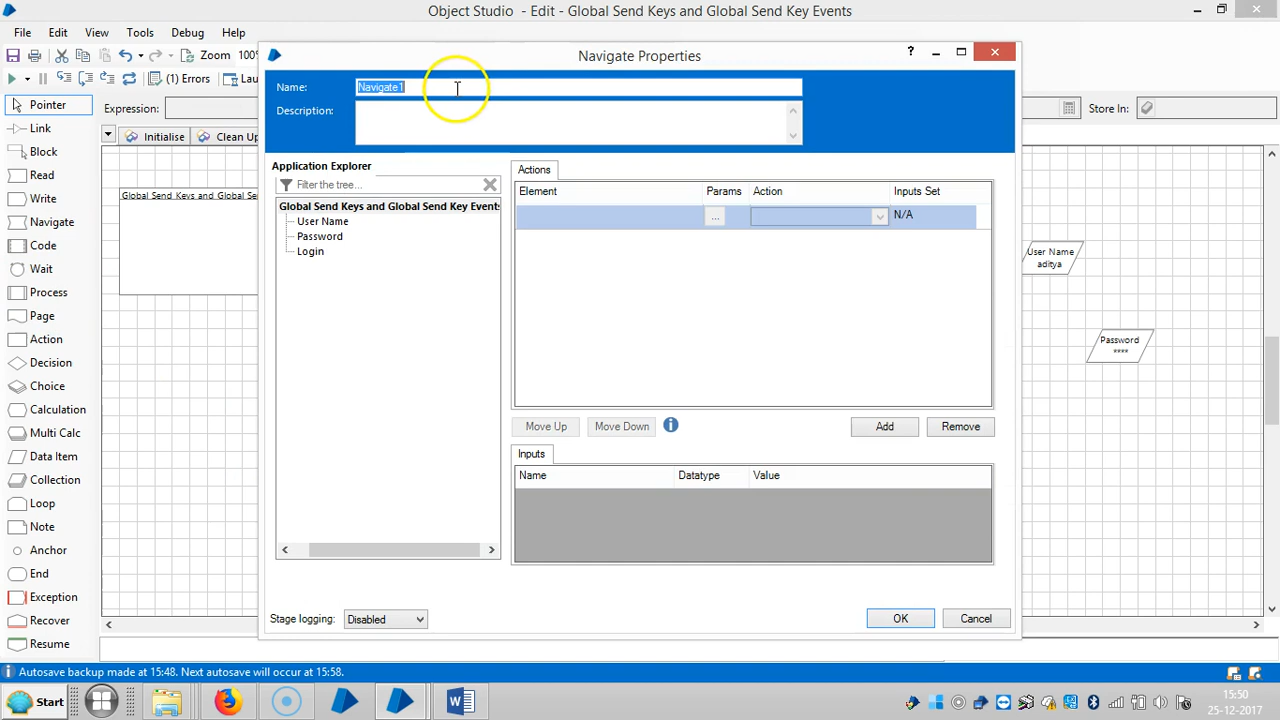 Object Studio - Edit - Global Send Keys and Global Send Key Events
File Edit View Tools Debug Help
Zoom 100%
(1) Errors
Pointer
Expression:
Store In:
Link
Initialise
Clean Up
Block
Read
Write
Navigate
Code
Wait
Process
Page
Action
Decision
Choice
Calculation
Multi Calc
Data Item
Collection
Loop
Note
Anchor
End
Exception
Recover
Resume
Navigate Properties
Name: Navigate1
Description:
Application Explorer
Filter the tree...
Global Send Keys and Global Send Key Events
User Name
Password
Login
Actions
Element Params Action Inputs Set
... N/A
Move Up Move Down Add Remove
Inputs
Name Datatype Value
Stage logging: Disabled
OK Cancel
User Name
aditya
Password
****
Autosave backup made at 15:48. Next autosave will occur at 15:58.
Start
15:50
25-12-2017